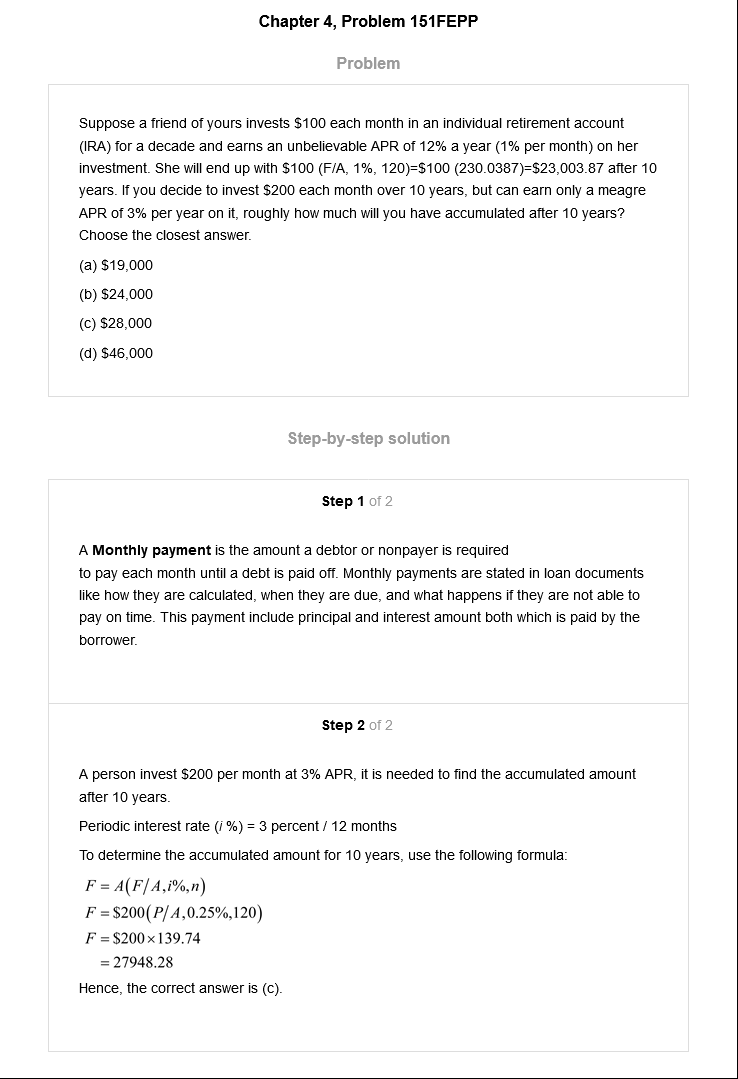 Chapter 4, Problem 151FEPP
Problem
Suppose a friend of yours invests $100 each month in an individual retirement account
(IRA) for a decade and earns an unbelievable APR of 12% a year (1% per month) on her
investment. She will end up with $100 (F/A, 1%, 120)=$100 (230.0387)=$23,003.87 after 10
years. If you decide to invest $200 each month over 10 years, but can earn only a meagre
APR of 3% per year on it, roughly how much will you have accumulated after 10 years?
Choose the closest answer.
(a) $19,000
(b) $24,000
(c) $28,000
(d) $46,000
Step-by-step solution
Step 1 of 2
A Monthly payment is the amount a debtor or nonpayer is required
to pay each month until a debt is paid off. Monthly payments are stated in loan documents
like how they are calculated, when they are due, and what happens if they are not able to
pay on time. This payment include principal and interest amount both which is paid by the
borrower.
Step 2 of 2
A person invest $200 per month at 3% APR, it is needed to find the accumulated amount
after 10 years.
Periodic interest rate (i %) = 3 percent / 12 months
To determine the accumulated amount for 10 years, use the following formula:
F = A(F/A,i%,n)
F = $200(P/A,0.25%,120)
F = $200×139.74
= 27948.28
Hence, the correct answer is (c).